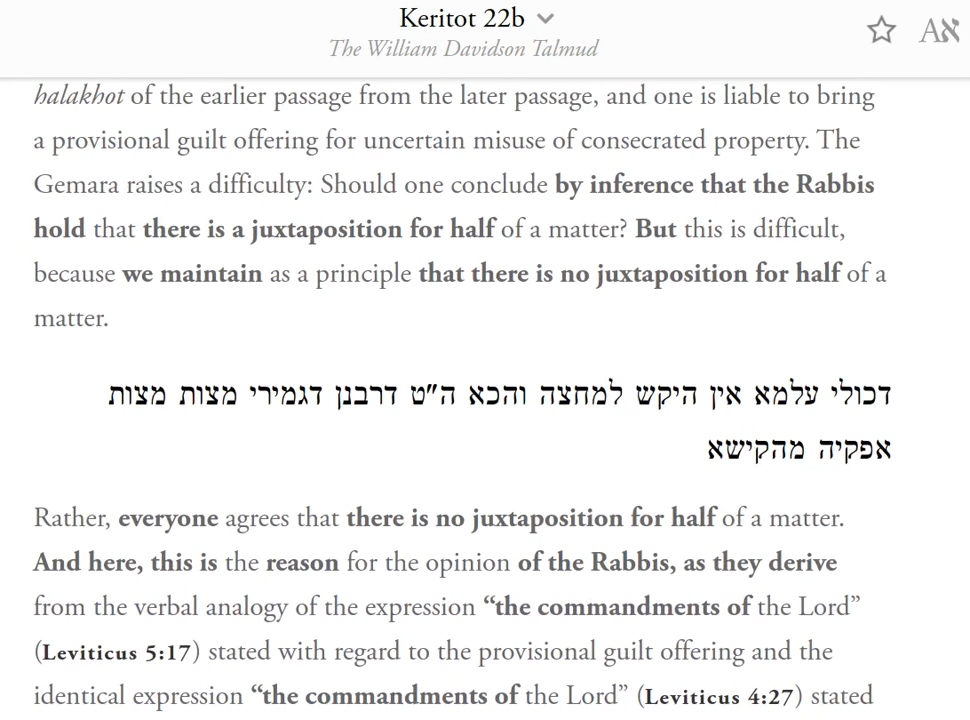 Keritot 22b
The William Davidson Talmud
halakhot of the earlier passage from the later passage, and one is liable to bring
a provisional guilt offering for uncertain misuse of consecrated property. The
Gemara raises a difficulty: Should one conclude by inference that the Rabbis
hold that there is a juxtaposition for half of a matter? But this is difficult,
because we maintain as a principle that there is no juxtaposition for half of a
matter.
דכולי עלמא אין היקש למחצה והכא ה״ט דרבנן דגמירי מצות מצות
אפקיה מהקישא
Rather, everyone agrees that there is no juxtaposition for half of a matter.
And here, this is the reason for the opinion of the Rabbis, as they derive
from the verbal analogy of the expression “the commandments of the Lord”
(Leviticus 5:17) stated with regard to the provisional guilt offering and the
identical expression “the commandments of the Lord” (Leviticus 4:27) stated